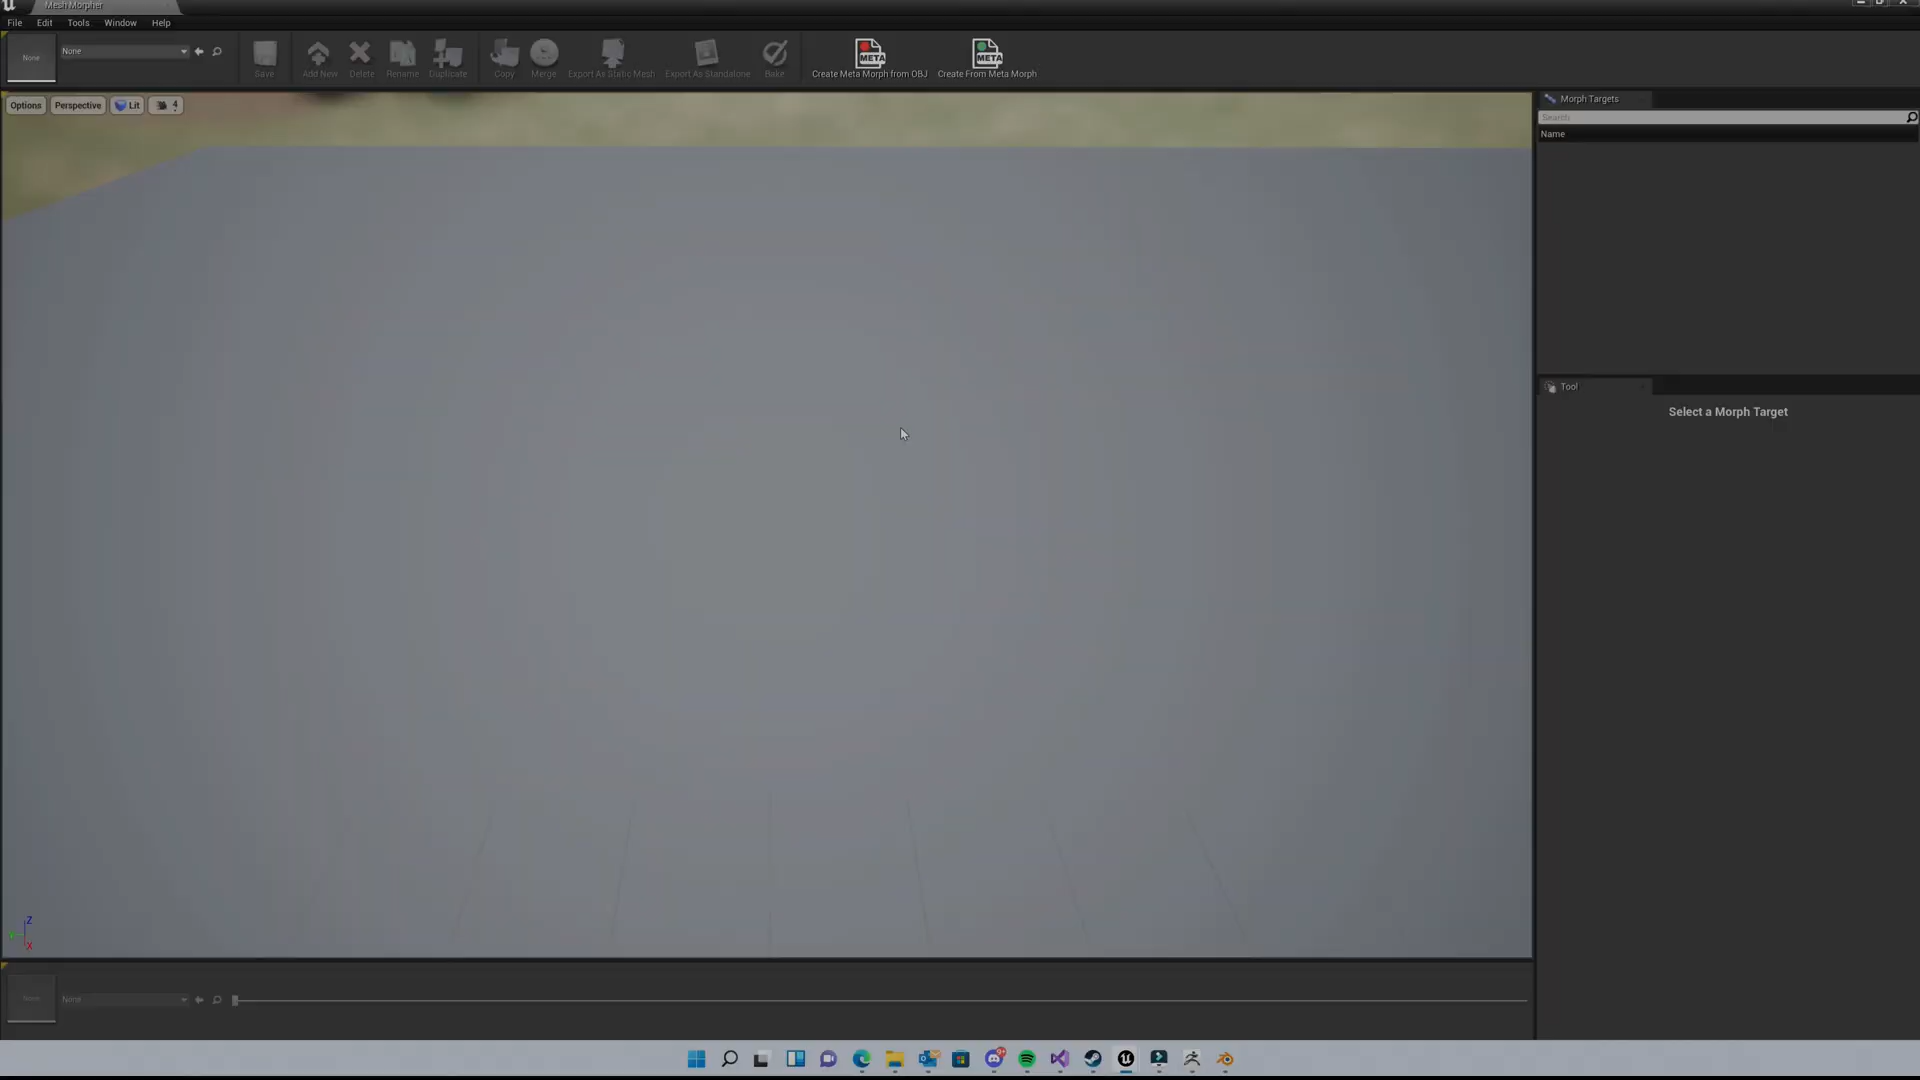 Mesh Morpher
File Edit Tools Window Help
None
None
Save
Add New
Delete
Rename
Duplicate
Copy
Merge
Export As Static Mesh
Export As Standalone
Bake
META
Create Meta Morph from OBJ
META
Create From Meta Morph
Options
Perspective
Lit
4
Morph Targets
Search
Name
Tool
Select a Morph Target
Z
X
None
None
9+